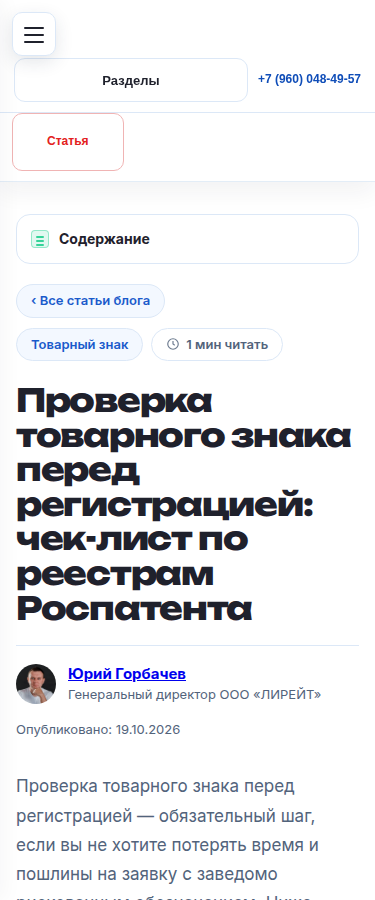 Разделы
+7 (960) 048-49-57
Статья
Содержание
‹ Все статьи блога
Товарный знак
1 мин читать
Проверка
товарного знака
перед
регистрацией:
чек-лист по
реестрам
Роспатента
Юрий Горбачев
Генеральный директор ООО «ЛИРЕЙТ»
Опубликовано: 19.10.2026
Проверка товарного знака перед
регистрацией — обязательный шаг,
если вы не хотите потерять время и
пошлины на заявку с заведомо